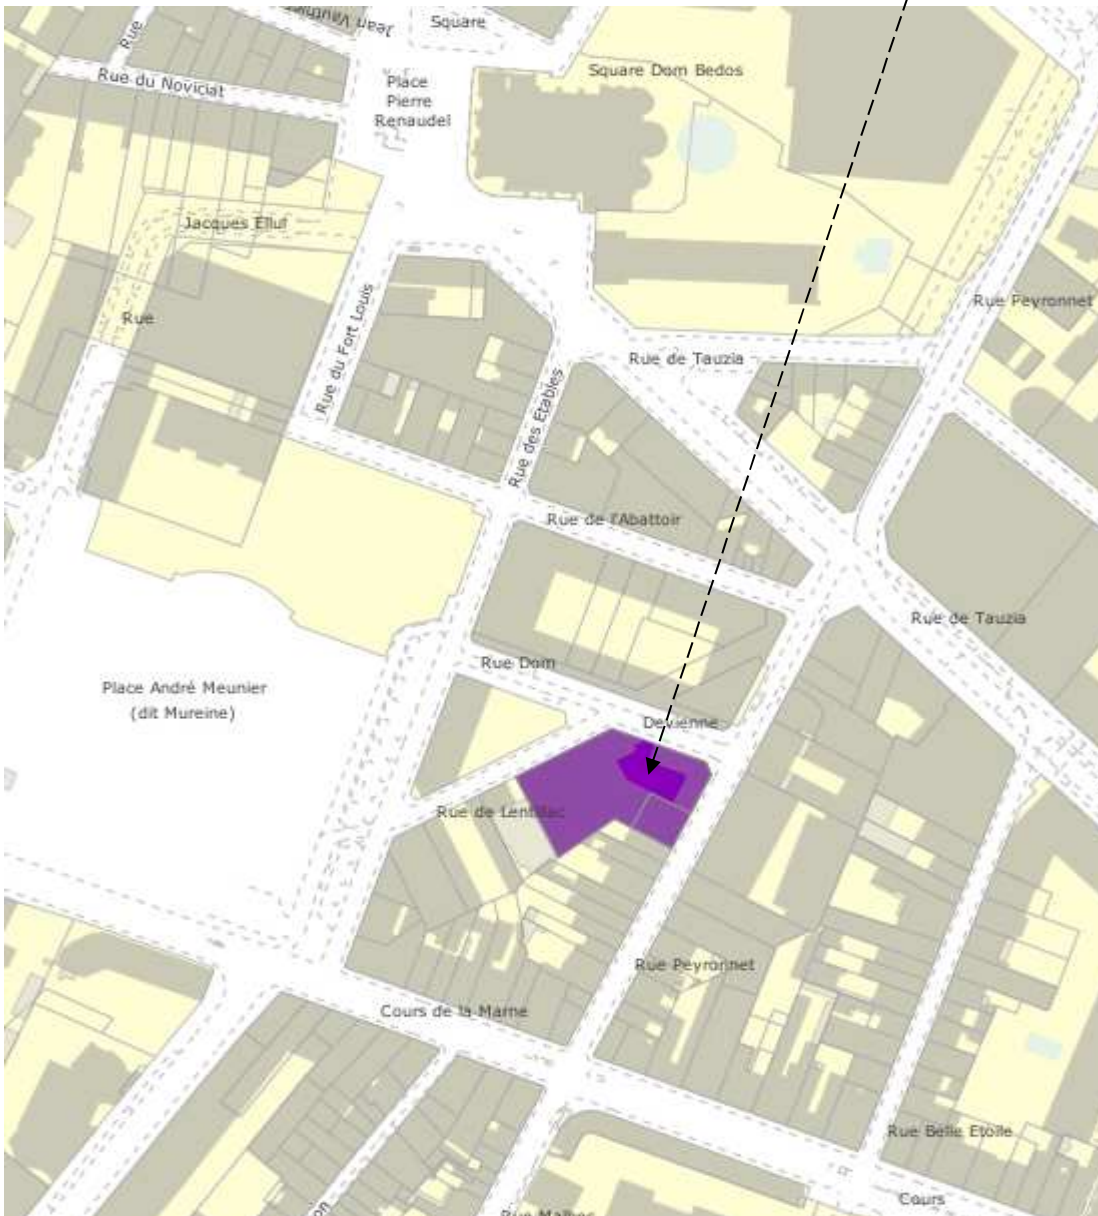 Jean Vauthier
Square
Rue
Rue du Noviciat
Place
Pierre
Renaudel
Square Dom Bedos
Jacques Ellul
Rue
Rue du Fort Louis
Rue des Etables
Rue Peyronnet
Rue de Tauzia
Rue de l'Abattoir
Rue de Tauzia
Rue Dom
Devienne
Place André Meunier
(dit Mureine)
Rue de Lentillac
Rue Peyronnet
Cours de la Marne
Rue Belle Etoile
Cours